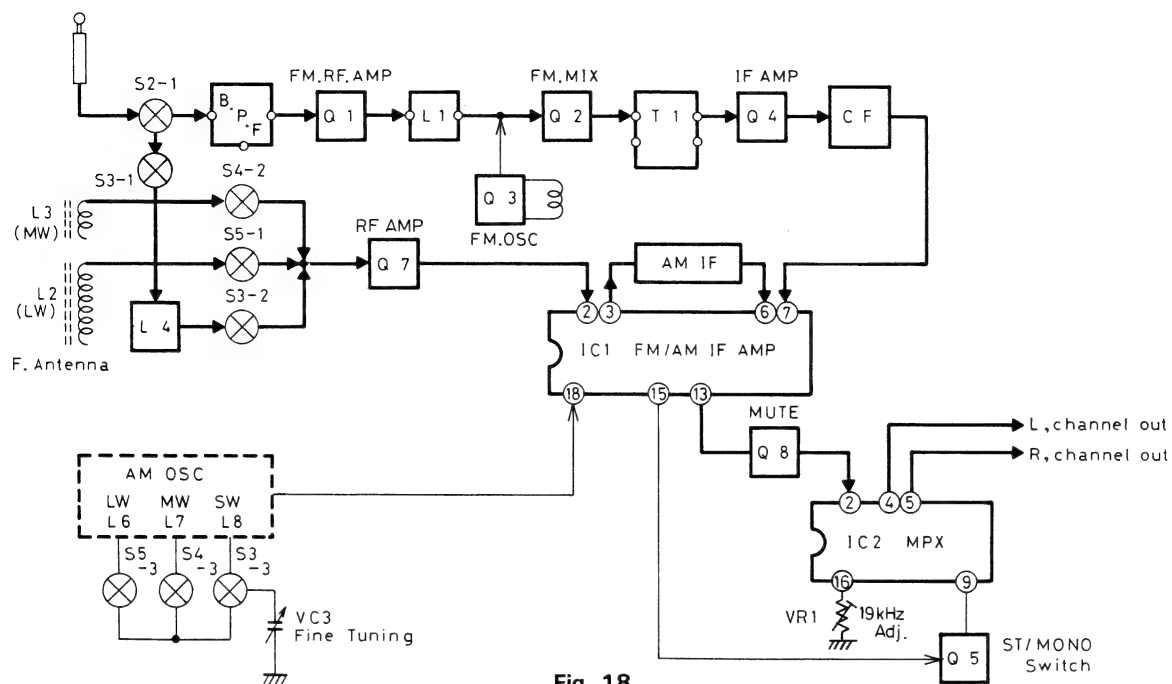 S2-1
B.P.F
FM.RF.AMP
Q 1
L 1
FM.MIX
Q 2
T 1
IF AMP
Q 4
CF
S3-1
S4-2
Q 3
FM.OSC
L3
(MW)
S5-1
RF AMP
Q 7
AM IF
L2
(LW)
S3-2
L 4
F. Antenna
2
3
6
7
IC1 FM/AM IF AMP
18
15
13
MUTE
Q 8
L,channel out
R,channel out
AM OSC
LW MW SW
L6 L7 L8
S5
-3
S4
-3
S3
-3
2
4
5
IC2 MPX
16
9
VC3
Fine Tuning
VR1
19kHz
Adj.
Q 5
ST/MONO
Switch
Fig. 18